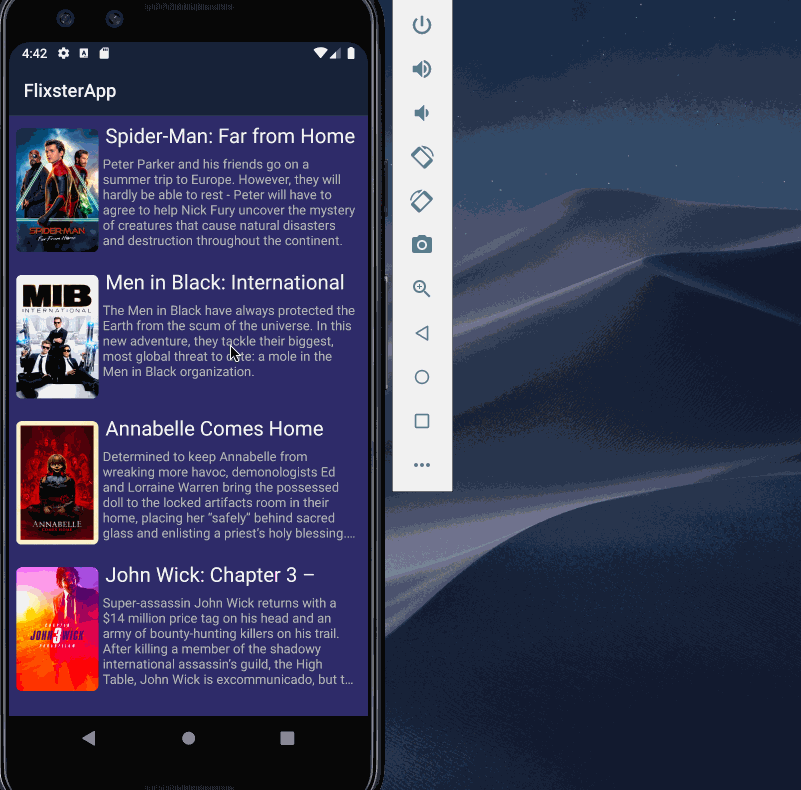 4:42
A
FlixsterApp
Spider-Man: Far from Home
Peter Parker and his friends go on a
summer trip to Europe. However, they will
hardly be able to rest - Peter will have to
agree to help Nick Fury uncover the mystery
of creatures that cause natural disasters
and destruction throughout the continent.
SPIDER-MAN
Far From Home
Men in Black: International
MIB
INTERNATIONAL
The Men in Black have always protected the
Earth from the scum of the universe. In this
new adventure, they tackle their biggest,
most global threat to date: a mole in the
Men in Black organization.
Annabelle Comes Home
Determined to keep Annabelle from
wreaking more havoc, demonologists Ed
and Lorraine Warren bring the possessed
doll to the locked artifacts room in their
home, placing her “safely” behind sacred
glass and enlisting a priest’s holy blessing....
ANNABELLE
John Wick: Chapter 3 –
Super-assassin John Wick returns with a
$14 million price tag on his head and an
army of bounty-hunting killers on his trail.
After killing a member of the shadowy
international assassin’s guild, the High
Table, John Wick is excommunicado, but t...
CHAPTER
JOHN 3 WICK